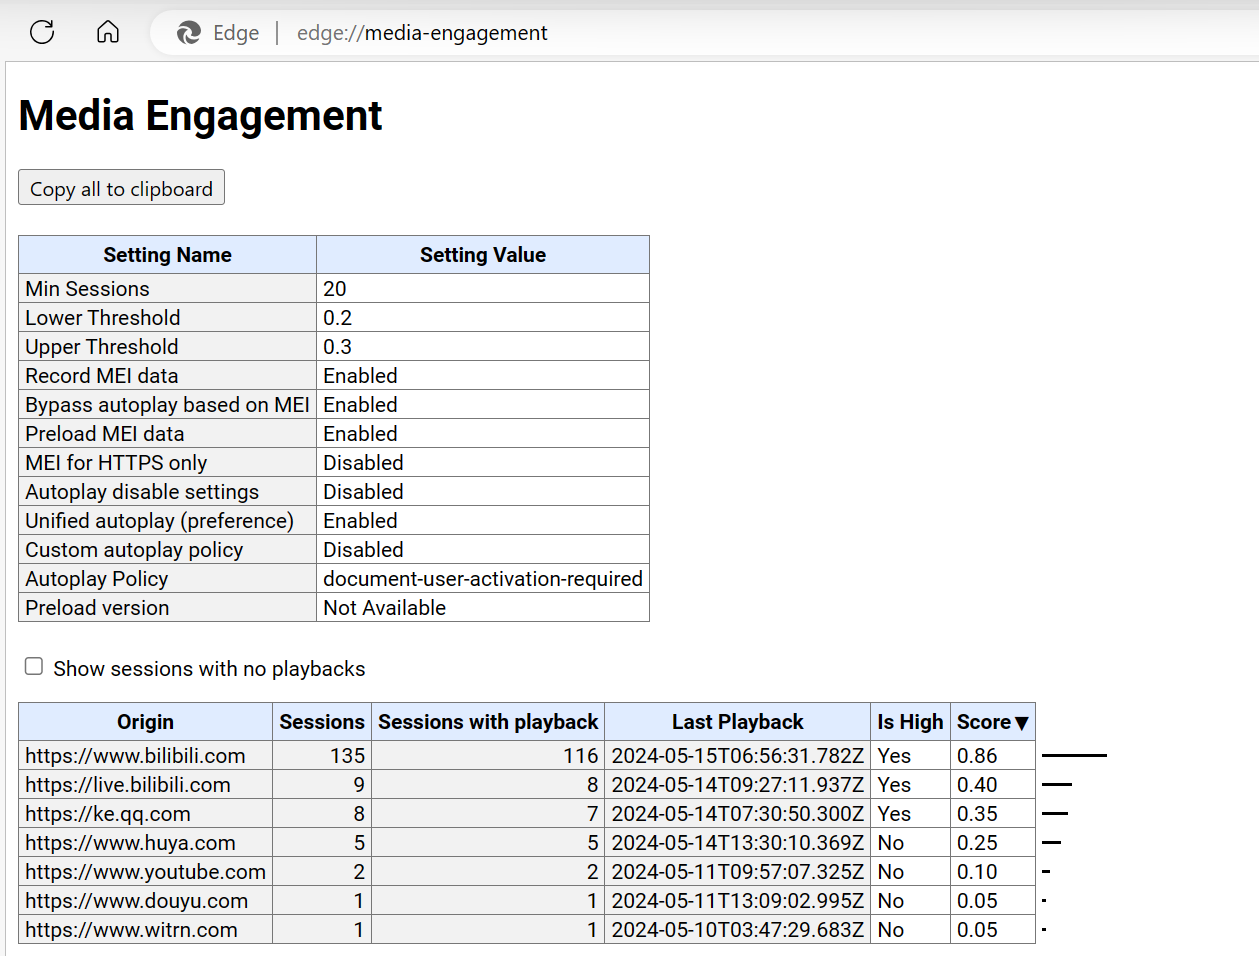 Edge | edge://media-engagement
Media Engagement
Copy all to clipboard
Setting Name Setting Value
Min Sessions 20
Lower Threshold 0.2
Upper Threshold 0.3
Record MEI data Enabled
Bypass autoplay based on MEI Enabled
Preload MEI data Enabled
MEI for HTTPS only Disabled
Autoplay disable settings Disabled
Unified autoplay (preference) Enabled
Custom autoplay policy Disabled
Autoplay Policy document-user-activation-required
Preload version Not Available
Show sessions with no playbacks
Origin Sessions Sessions with playback Last Playback Is High Score▼
https://www.bilibili.com 135 116 2024-05-15T06:56:31.782Z Yes 0.86
https://live.bilibili.com 9 8 2024-05-14T09:27:11.937Z Yes 0.40
https://ke.qq.com 8 7 2024-05-14T07:30:50.300Z Yes 0.35
https://www.huya.com 5 5 2024-05-14T13:30:10.369Z No 0.25
https://www.youtube.com 2 2 2024-05-11T09:57:07.325Z No 0.10
https://www.douyu.com 1 1 2024-05-11T13:09:02.995Z No 0.05
https://www.witrn.com 1 1 2024-05-10T03:47:29.683Z No 0.05